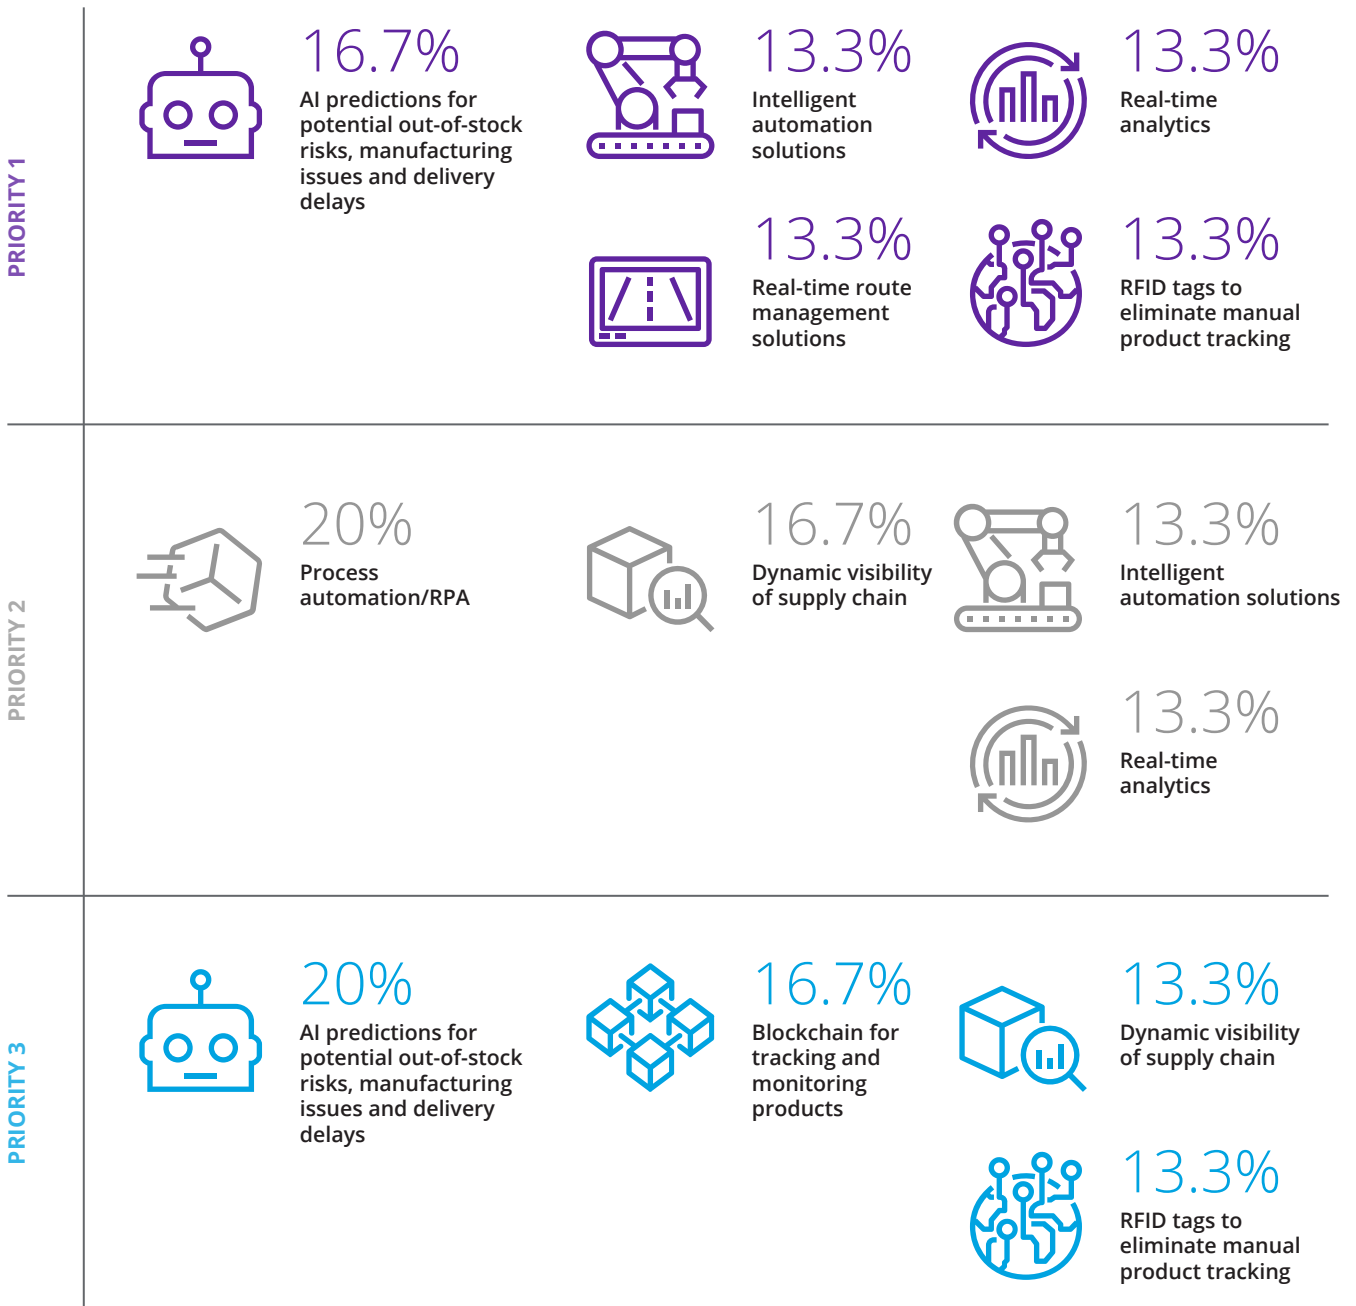 PRIORITY 1
16.7%
AI predictions for
potential out-of-stock
risks, manufacturing
issues and delivery
delays
13.3%
Intelligent
automation
solutions
13.3%
Real-time
analytics
13.3%
Real-time route
management
solutions
13.3%
RFID tags to
eliminate manual
product tracking
PRIORITY 2
20%
Process
automation/RPA
16.7%
Dynamic visibility
of supply chain
13.3%
Intelligent
automation solutions
13.3%
Real-time
analytics
PRIORITY 3
20%
AI predictions for
potential out-of-stock
risks, manufacturing
issues and delivery
delays
16.7%
Blockchain for
tracking and
monitoring
products
13.3%
Dynamic visibility
of supply chain
13.3%
RFID tags to
eliminate manual
product tracking